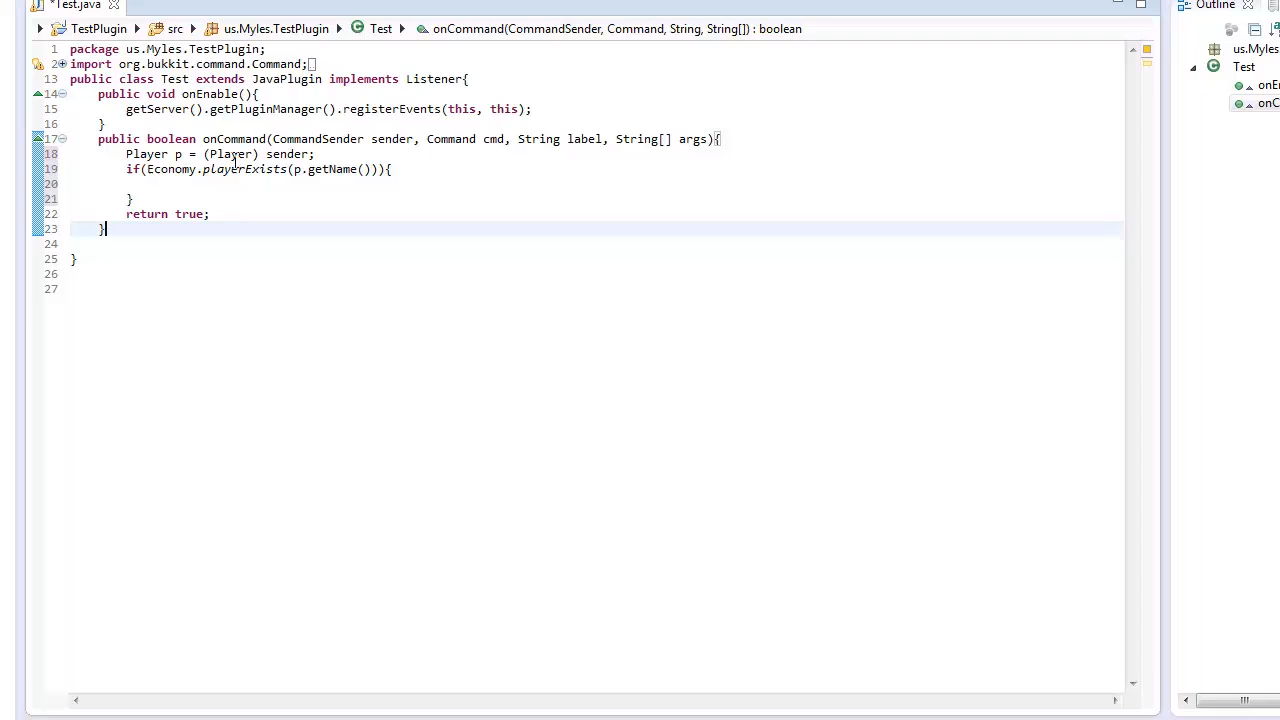 *Test.java
Outline
TestPlugin src us.Myles.TestPlugin Test onCommand(CommandSender, Command, String, String[]) : boolean
1 package us.Myles.TestPlugin;
us.Myles
2 import org.bukkit.command.Command;
Test
13 public class Test extends JavaPlugin implements Listener{
onE
14 public void onEnable(){
onC
15 getServer().getPluginManager().registerEvents(this, this);
16 }
17 public boolean onCommand(CommandSender sender, Command cmd, String label, String[] args){
18 Player p = (Player) sender;
19 if(Economy.playerExists(p.getName())){
20
21 }
22 return true;
23 }
24
25 }
26
27